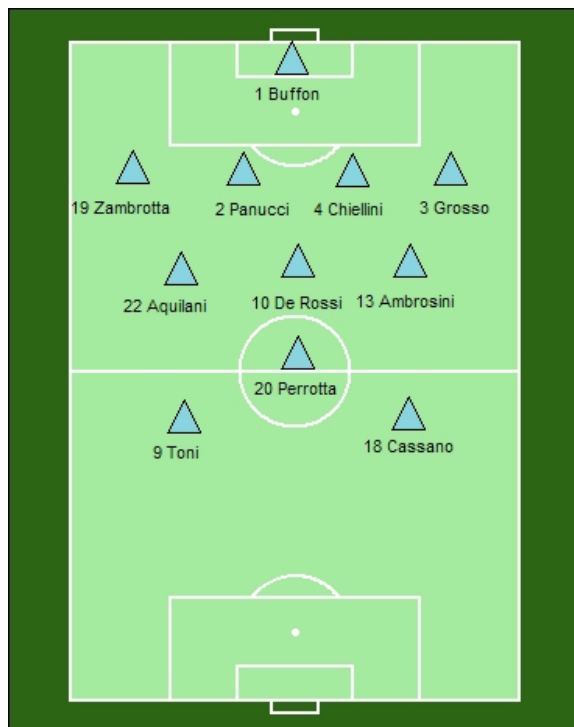 1 Buffon
19 Zambrotta
2 Panucci
4 Chiellini
3 Grosso
22 Aquilani
10 De Rossi
13 Ambrosini
20 Perrotta
9 Toni
18 Cassano